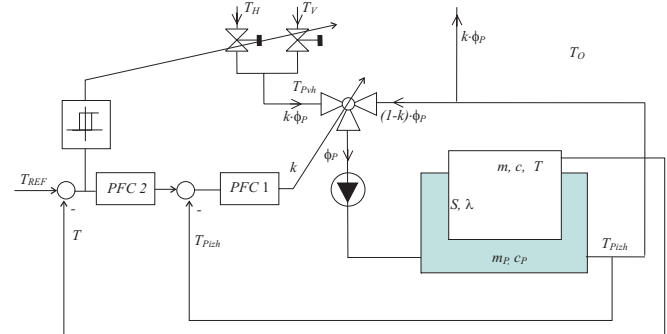 T_H T_V
k·ϕ_P
T_O
T_Pvh
k·ϕ_P
(1-k)·ϕ_P
ϕ_P
k
T_REF
PFC 2
PFC 1
-
-
T
T_Pizh
m, c, T
S, λ
T_Pizh
m_P, c_P